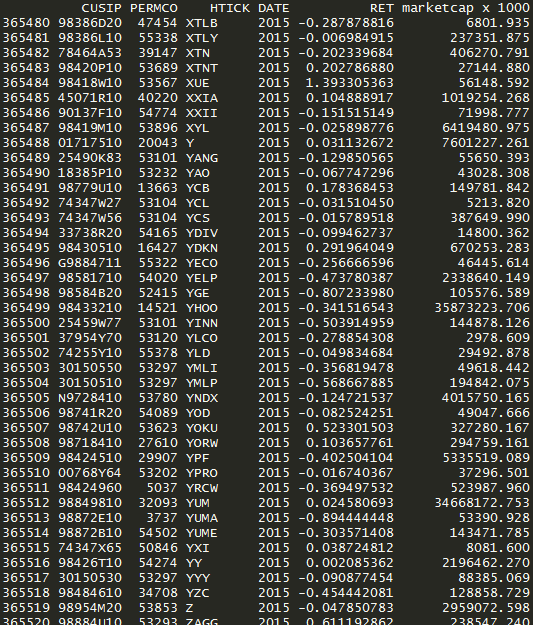 CUSIP PERMCO HTICK DATE RET marketcap x 1000
365480 98386D20 47454 XTLB 2015 -0.287878816 6801.935
365481 98386L10 55338 XTLY 2015 -0.006984915 237351.875
365482 78464A53 39147 XTN 2015 -0.202339684 406270.791
365483 98420P10 53689 XTNT 2015 0.202786880 27144.880
365484 98418W10 53567 XUE 2015 1.393305363 56148.592
365485 45071R10 40220 XXIA 2015 0.104888917 1019254.268
365486 90137F10 54774 XXII 2015 -0.151515149 71998.777
365487 98419M10 53896 XYL 2015 -0.025898776 6419480.975
365488 01717510 20043 Y 2015 0.031132672 7601227.261
365489 25490K83 53101 YANG 2015 -0.129850565 55650.393
365490 18385P10 53232 YAO 2015 -0.067747296 43028.308
365491 98779U10 13663 YCB 2015 0.178368453 149781.842
365492 74347W27 53104 YCL 2015 -0.031510450 5213.820
365493 74347W56 53104 YCS 2015 -0.015789518 387649.990
365494 33738R20 54165 YDIV 2015 -0.099462737 14800.362
365495 98430510 16427 YDKN 2015 0.291964049 670253.283
365496 G9884711 55322 YECO 2015 -0.256666596 46445.614
365497 98581710 54020 YELP 2015 -0.473780387 2338640.149
365498 98584B20 52415 YGE 2015 -0.807233980 105576.589
365499 98433210 14521 YHOO 2015 -0.341516543 35873223.706
365500 25459W77 53101 YINN 2015 -0.503914959 144878.126
365501 37954Y70 53120 YLCO 2015 -0.278854308 2978.609
365502 74255Y10 55378 YLD 2015 -0.049834684 29492.878
365503 30150550 53297 YMLI 2015 -0.356819478 49618.442
365504 30150510 53297 YMLP 2015 -0.568667885 194842.075
365505 N9728410 53780 YNDX 2015 -0.124721537 4015750.165
365506 98741R20 54089 YOD 2015 -0.082524251 49047.666
365507 98742U10 53623 YOKU 2015 0.523301503 327280.167
365508 98718410 27610 YORW 2015 0.103657761 294759.161
365509 98424510 29907 YPF 2015 -0.402504104 5335519.089
365510 00768Y64 53202 YPRO 2015 -0.016740367 37296.501
365511 98424960 5037 YRCW 2015 -0.369497532 523987.960
365512 98849810 32093 YUM 2015 0.024580693 34668172.753
365513 98872E10 3737 YUMA 2015 -0.894444448 53390.928
365514 98872B10 54502 YUME 2015 -0.303571408 143471.785
365515 74347X65 50846 YXI 2015 0.038724812 8081.600
365516 98426T10 54274 YY 2015 0.002085362 2196462.270
365517 30150530 53297 YYY 2015 -0.090877454 88385.069
365518 98484610 34708 YZC 2015 -0.454442081 128858.729
365519 98954M20 53853 Z 2015 -0.047850783 2959072.598
365520 98884U10 53293 ZAGG 2015 0.611192862 238547.240